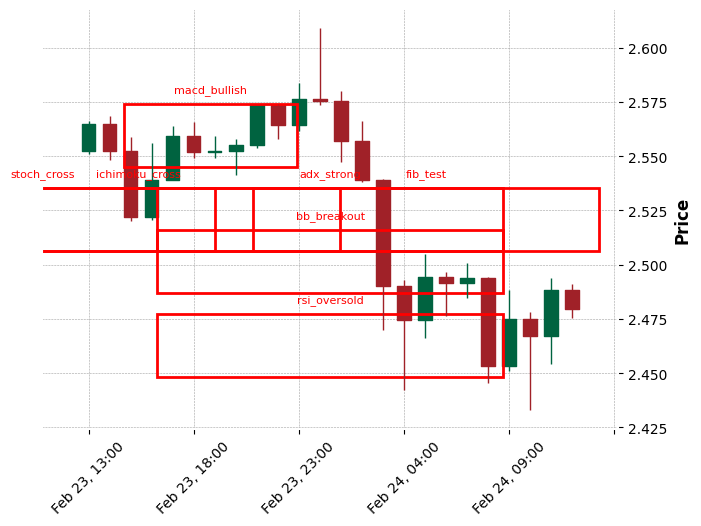 2.600
macd_bullish
2.575
2.550
stoch_cross
ichimoku_cross
adx_strong
fib_test
2.525
bb_breakout
2.500
rsi_oversold
2.475
2.450
2.425
Price
Feb 23, 13:00
Feb 23, 18:00
Feb 23, 23:00
Feb 24, 04:00
Feb 24, 09:00